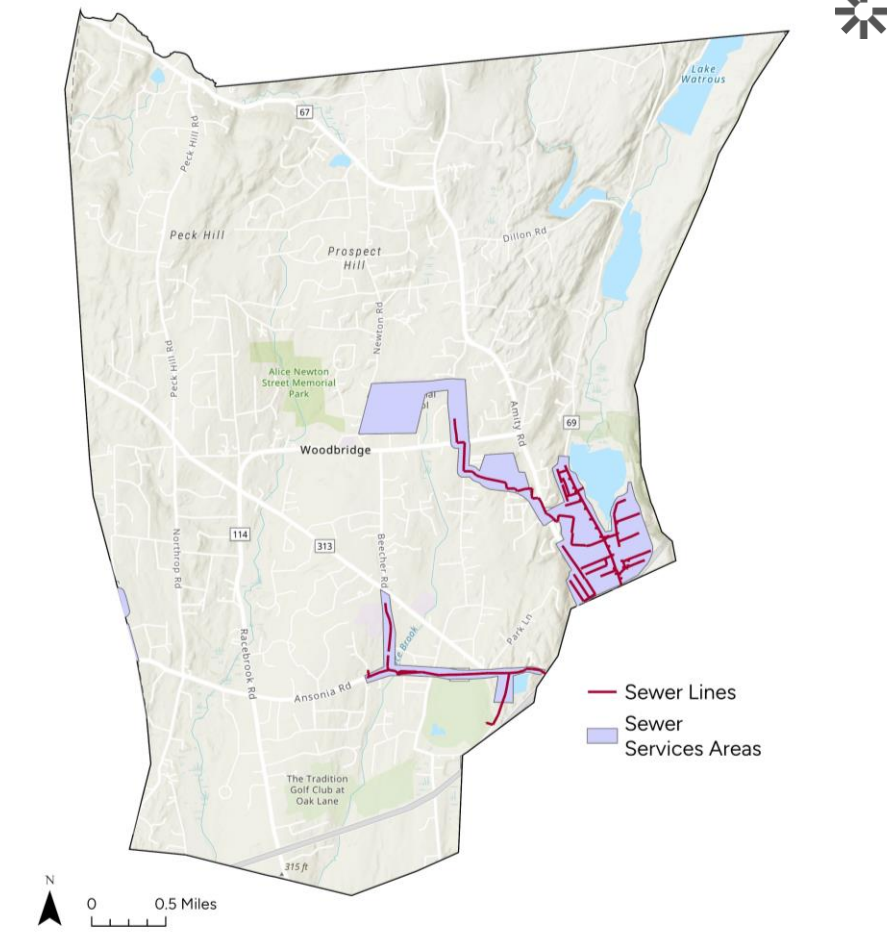 Lake
Watrous
67
Peck Hill Rd
Peck Hill
Prospect
Hill
Dillon Rd
Newton Rd
Peck Hill Rd
Alice Newton
Street Memorial
Park
Amity Rd
69
Woodbridge
114
313
Northrop Rd
Beecher Rd
Racebrook Rd
Brook
Park Ln
Ansonia Rd
Sewer Lines
Sewer
Services Areas
The Tradition
Golf Club at
Oak Lane
315 ft
N
0 0.5 Miles